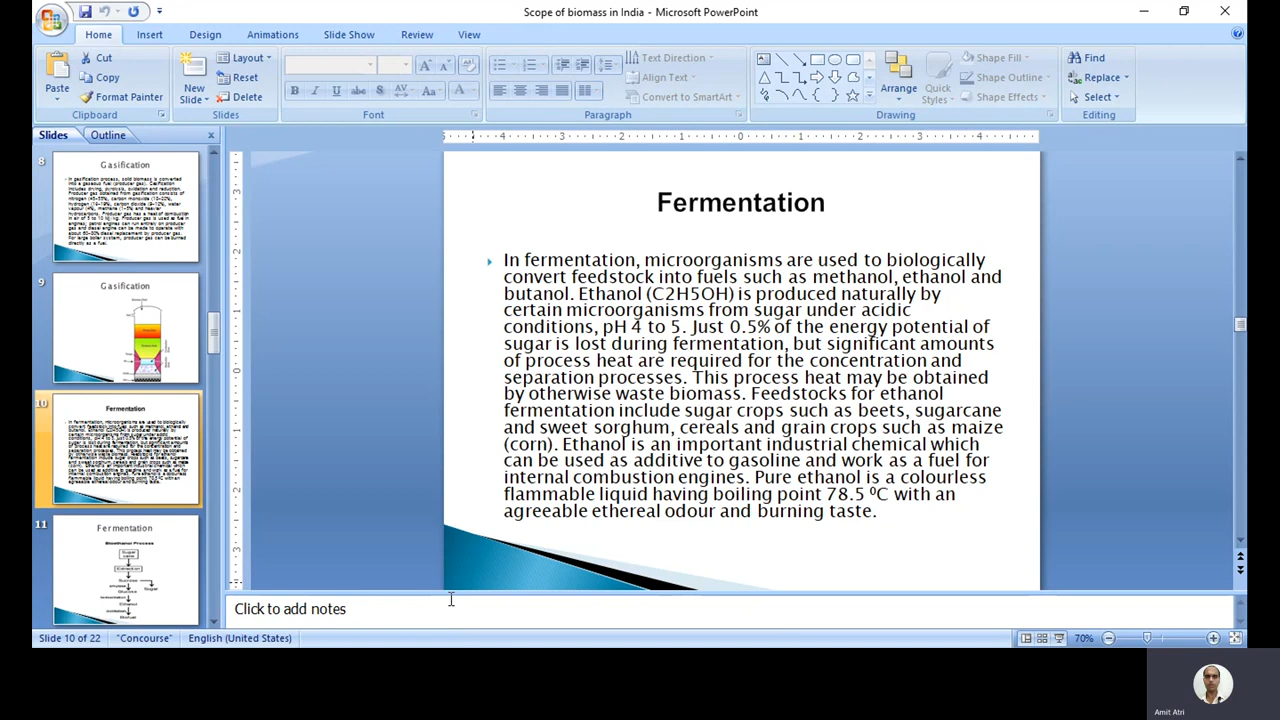 Scope of biomass in India - Microsoft PowerPoint
Home Insert Design Animations Slide Show Review View
Paste
Cut
Copy
Format Painter
Clipboard
New Slide
Layout
Reset
Delete
Slides
Font
Text Direction
Align Text
Convert to SmartArt
Paragraph
Arrange
Quick Styles
Shape Fill
Shape Outline
Shape Effects
Drawing
Find
Replace
Select
Editing
Slides Outline
8
Gasification
9
Gasification
10
Fermentation
11
Fermentation
Bioethanol Process
Fermentation
In fermentation, microorganisms are used to biologically
convert feedstock into fuels such as methanol, ethanol and
butanol. Ethanol (C2H5OH) is produced naturally by
certain microorganisms from sugar under acidic
conditions, pH 4 to 5. Just 0.5% of the energy potential of
sugar is lost during fermentation, but significant amounts
of process heat are required for the concentration and
separation processes. This process heat may be obtained
by otherwise waste biomass. Feedstocks for ethanol
fermentation include sugar crops such as beets, sugarcane
and sweet sorghum, cereals and grain crops such as maize
(corn). Ethanol is an important industrial chemical which
can be used as additive to gasoline and work as a fuel for
internal combustion engines. Pure ethanol is a colourless
flammable liquid having boiling point 78.5 ⁰C with an
agreeable ethereal odour and burning taste.
Click to add notes
Slide 10 of 22 "Concourse" English (United States) 70%
Amit Atri